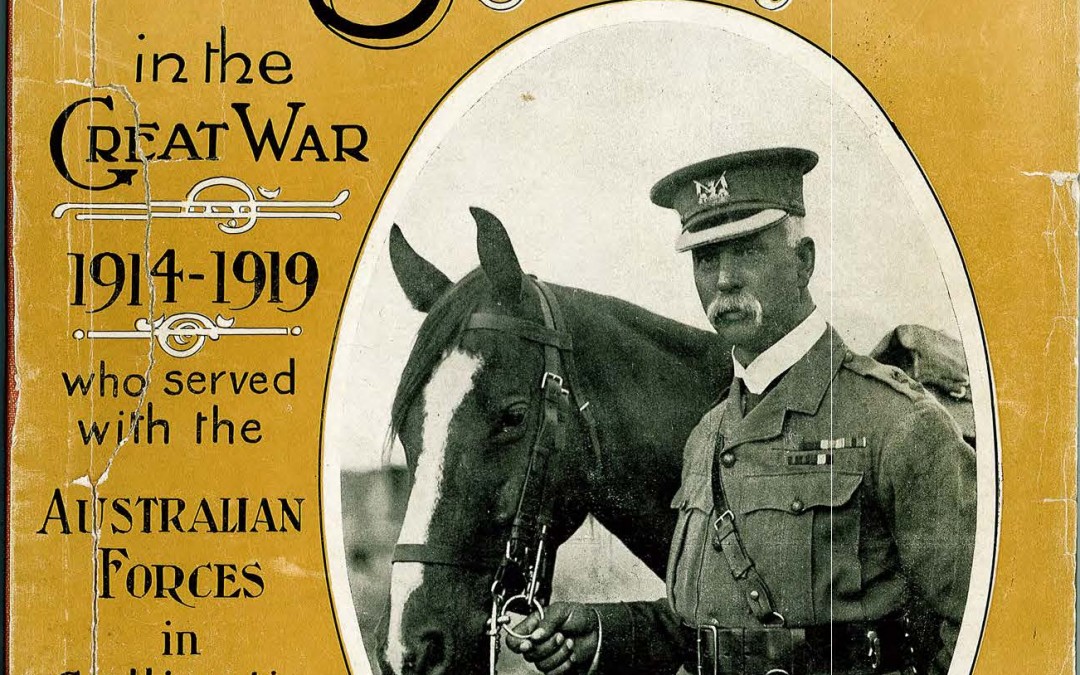 in the
GREAT WAR
1914-1919
who served
with the
AUSTRALIAN
FORCES
in